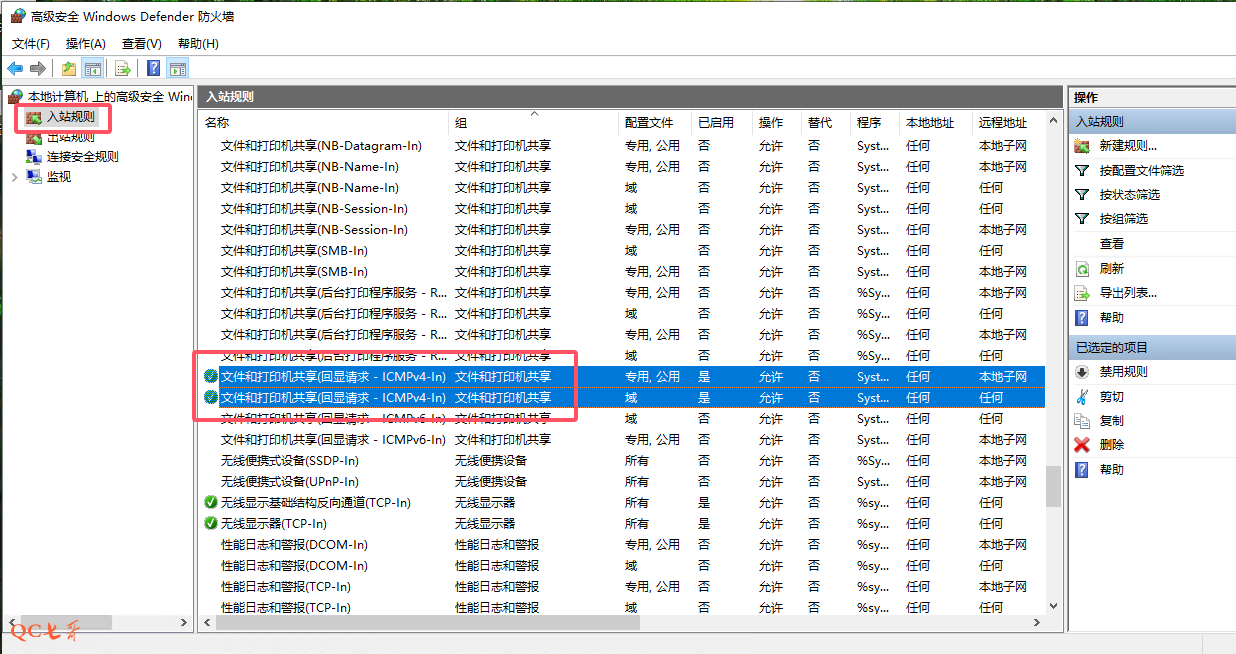 高级安全 Windows Defender 防火墙
文件(F) 操作(A) 查看(V) 帮助(H)
本地计算机 上的高级安全 Win
入站规则
出站规则
连接安全规则
监视
入站规则
名称 组 配置文件 已启用 操作 替代 程序 本地地址 远程地址
文件和打印机共享(NB-Datagram-In) 文件和打印机共享 专用, 公用 否 允许 否 Syst... 任何 本地子网
文件和打印机共享(NB-Name-In) 文件和打印机共享 专用, 公用 否 允许 否 Syst... 任何 本地子网
文件和打印机共享(NB-Name-In) 文件和打印机共享 域 否 允许 否 Syst... 任何 任何
文件和打印机共享(NB-Session-In) 文件和打印机共享 域 否 允许 否 Syst... 任何 任何
文件和打印机共享(NB-Session-In) 文件和打印机共享 专用, 公用 否 允许 否 Syst... 任何 本地子网
文件和打印机共享(SMB-In) 文件和打印机共享 域 否 允许 否 Syst... 任何 任何
文件和打印机共享(SMB-In) 文件和打印机共享 专用, 公用 否 允许 否 Syst... 任何 本地子网
文件和打印机共享(后台打印程序服务 - R... 文件和打印机共享 专用, 公用 否 允许 否 %Sy... 任何 本地子网
文件和打印机共享(后台打印程序服务 - R... 文件和打印机共享 域 否 允许 否 %Sy... 任何 任何
文件和打印机共享(后台打印程序服务 - R... 文件和打印机共享 专用, 公用 否 允许 否 %Sy... 任何 本地子网
文件和打印机共享(后台打印程序服务 - R... 文件和打印机共享 域 否 允许 否 %Sy... 任何 任何
文件和打印机共享(回显请求 - ICMPv4-In) 文件和打印机共享 专用, 公用 是 允许 否 Syst... 任何 本地子网
文件和打印机共享(回显请求 - ICMPv4-In) 文件和打印机共享 域 是 允许 否 Syst... 任何 任何
文件和打印机共享(回显请求 - ICMPv6-In) 文件和打印机共享 域 否 允许 否 Syst... 任何 任何
文件和打印机共享(回显请求 - ICMPv6-In) 文件和打印机共享 专用, 公用 否 允许 否 Syst... 任何 本地子网
无线便携式设备(SSDP-In) 无线便携设备 所有 否 允许 否 %Sy... 任何 本地子网
无线便携式设备(UPnP-In) 无线便携设备 所有 否 允许 否 Syst... 任何 本地子网
无线显示基础结构反向通道(TCP-In) 无线显示器 所有 是 允许 否 %sy... 任何 任何
无线显示器(TCP-In) 无线显示器 所有 是 允许 否 %sy... 任何 任何
性能日志和警报(DCOM-In) 性能日志和警报 专用, 公用 否 允许 否 %sy... 任何 本地子网
性能日志和警报(DCOM-In) 性能日志和警报 域 否 允许 否 %sy... 任何 任何
性能日志和警报(TCP-In) 性能日志和警报 专用, 公用 否 允许 否 %sy... 任何 本地子网
性能日志和警报(TCP-In) 性能日志和警报 域 否 允许 否 %sy... 任何 任何
操作
入站规则
新建规则...
按配置文件筛选
按状态筛选
按组筛选
查看
刷新
导出列表...
帮助
已选定的项目
禁用规则
剪切
复制
删除
帮助
QC七哥